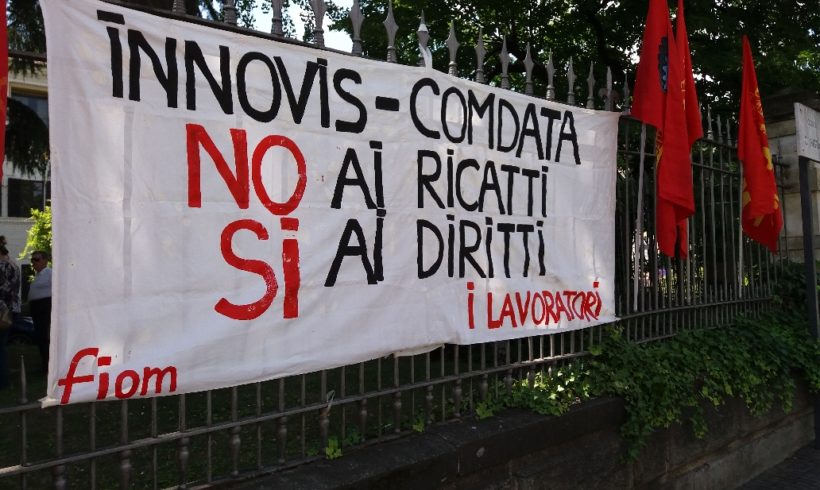 INNOVIS - COMDATA
NO AI RICATTI
SI AI DIRITTI
I LAVORATORI
fiom